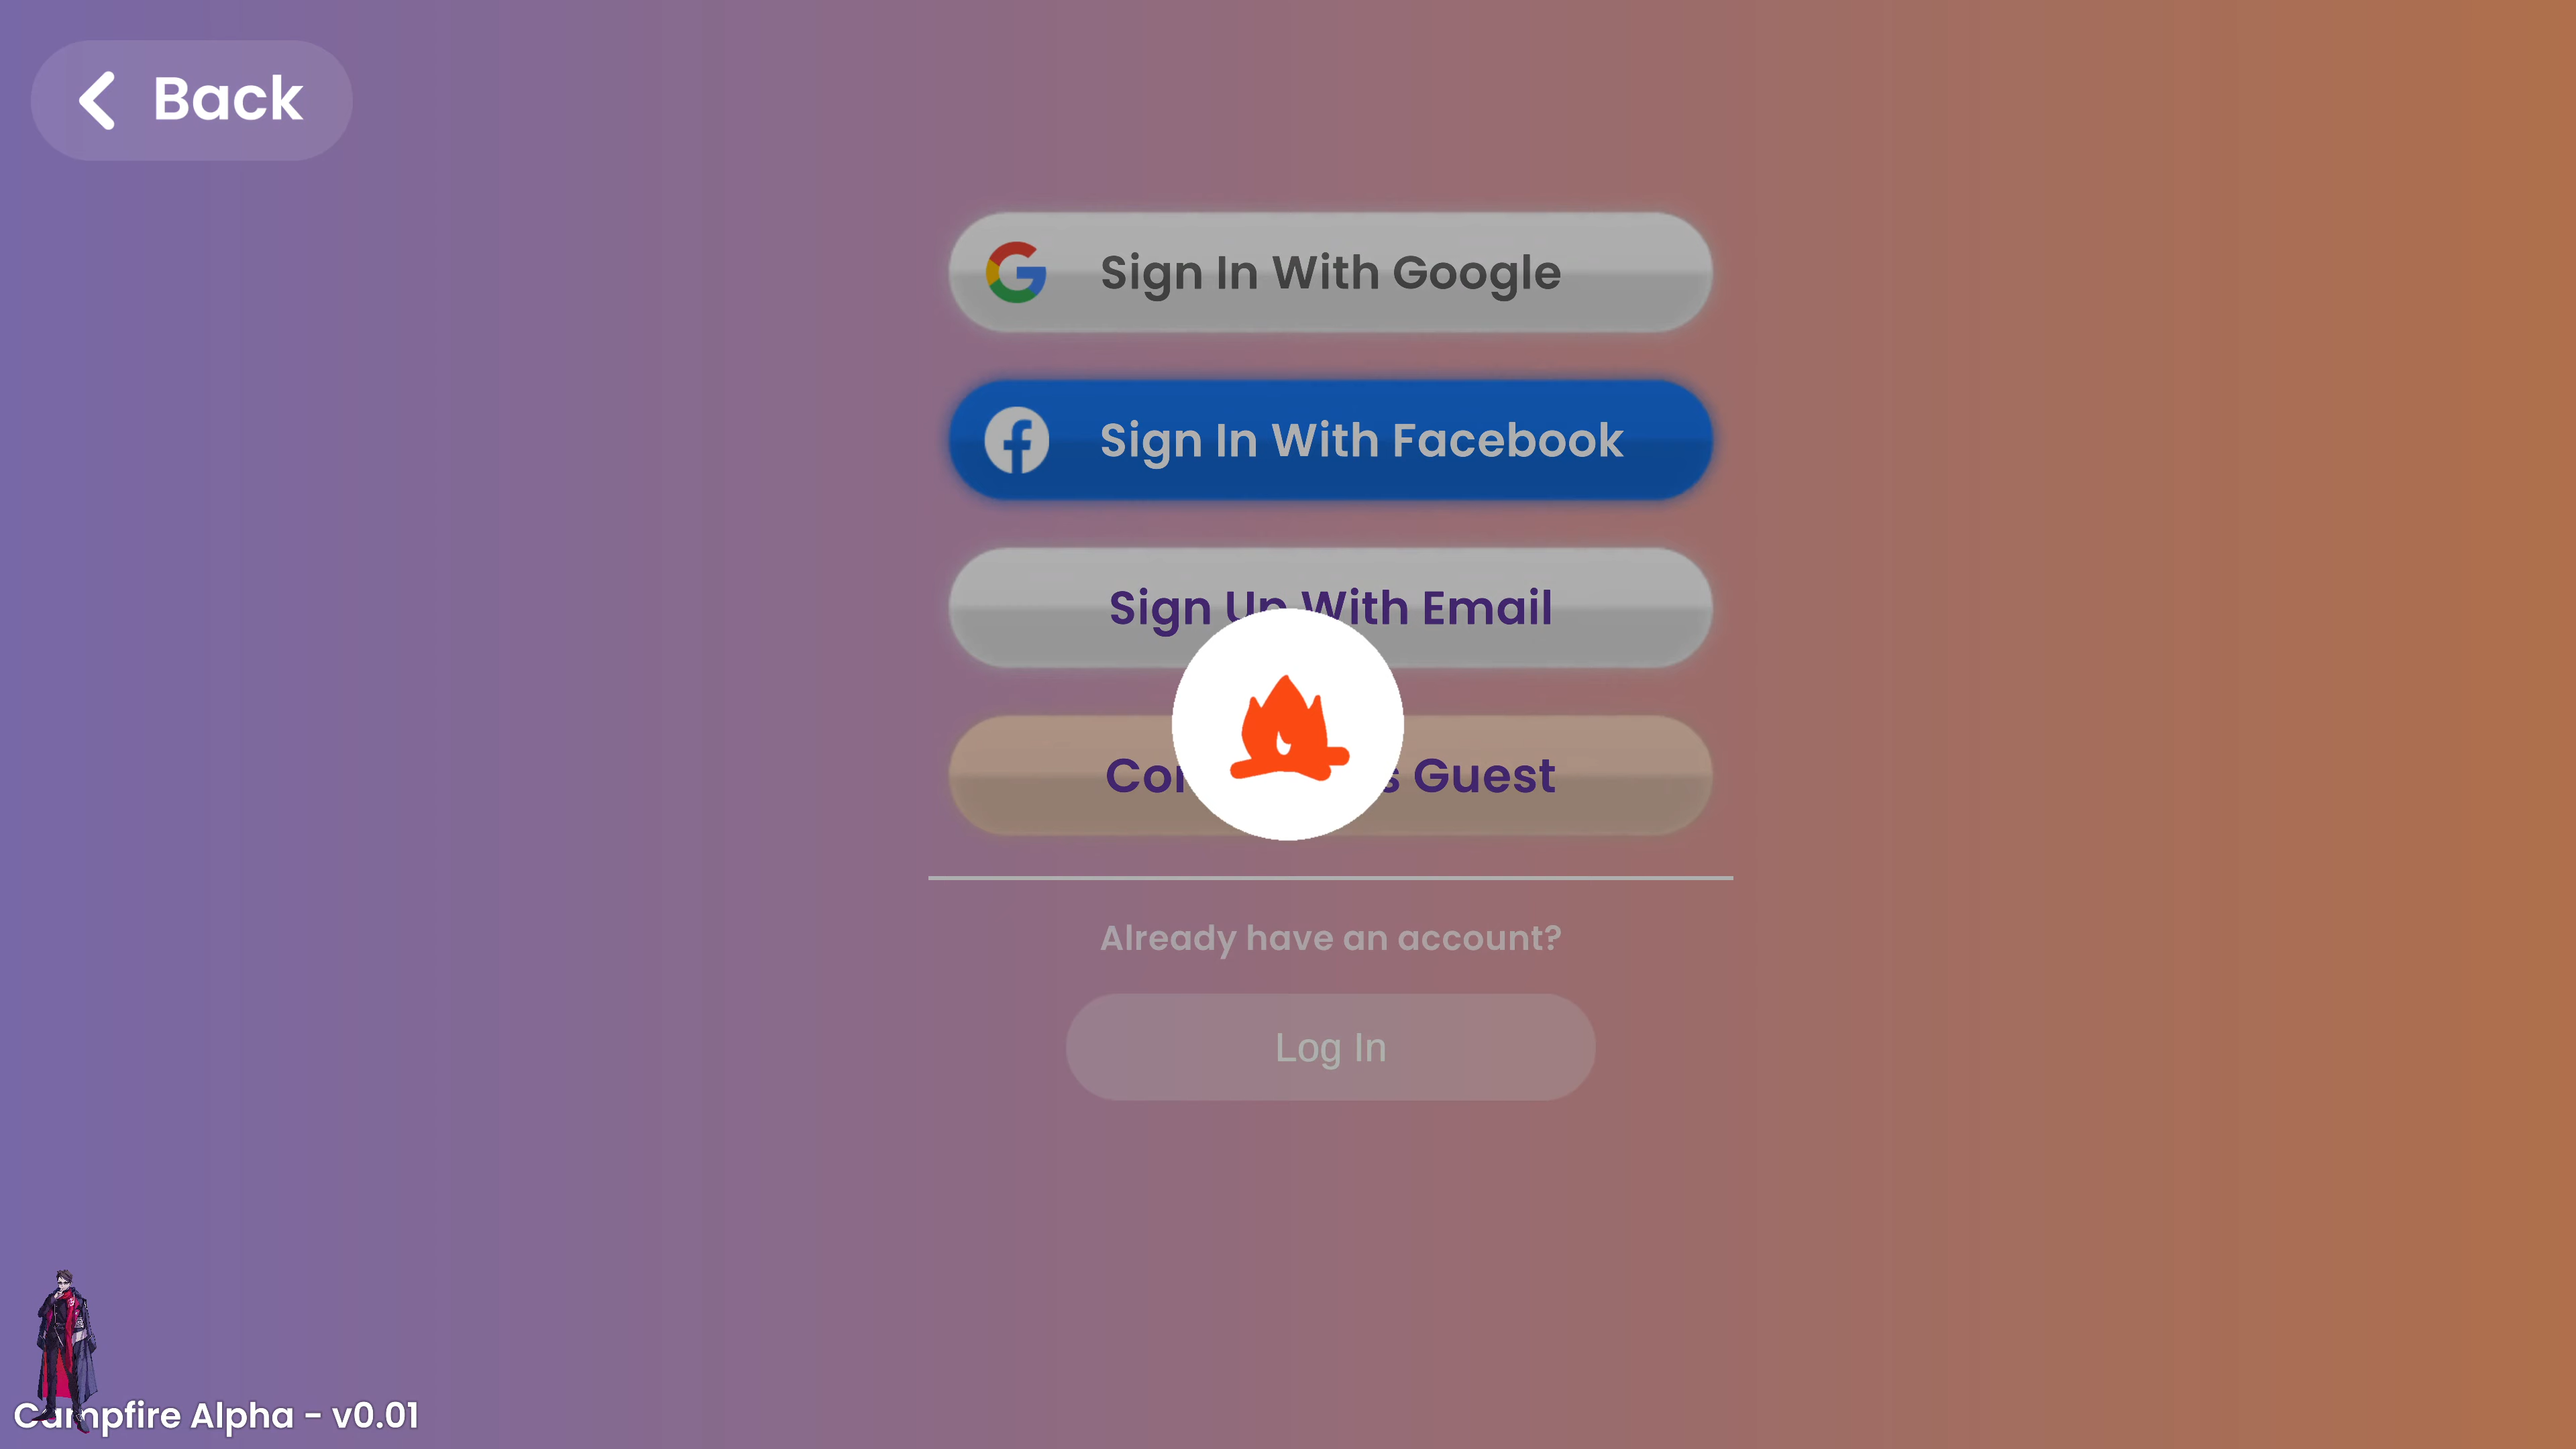 Back
Sign In With Google
Sign In With Facebook
Sign Up With Email
Guest
Already have an account?
Log In
Campfire Alpha - v0.01